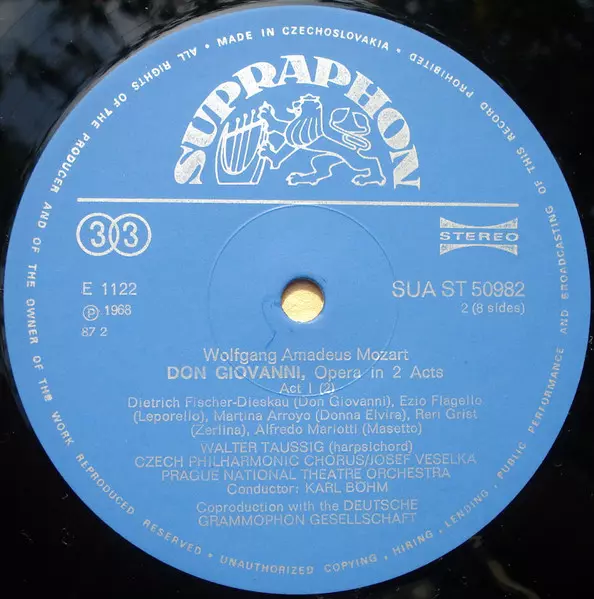 ALL RIGHTS OF THE PRODUCER AND OF THE OWNER OF THE WORK REPRODUCED RESERVED • UNAUTHORIZED COPYING, HIRING, LENDING, PUBLIC PERFORMANCE AND BROADCASTING OF THIS RECORD PROHIBITED • MADE IN CZECHOSLOVAKIA •
SUPRAPHON
33
STEREO
E 1122
SUA ST 50982
Ⓟ 1968
2 (8 sides)
87 2
Wolfgang Amadeus Mozart
DON GIOVANNI, Opera in 2 Acts
Act I (2)
Dietrich Fischer-Dieskau (Don Giovanni), Ezio Flagello
(Leporello), Martina Arroyo (Donna Elvira), Reri Grist
(Zerlina), Alfredo Mariotti (Masetto)
WALTER TAUSSIG (harpsichord)
CZECH PHILHARMONIC CHORUS/JOSEF VESELKA
PRAGUE NATIONAL THEATRE ORCHESTRA
Conductor: KARL BÖHM
Coproduction with the DEUTSCHE
GRAMMOPHON GESELLSCHAFT